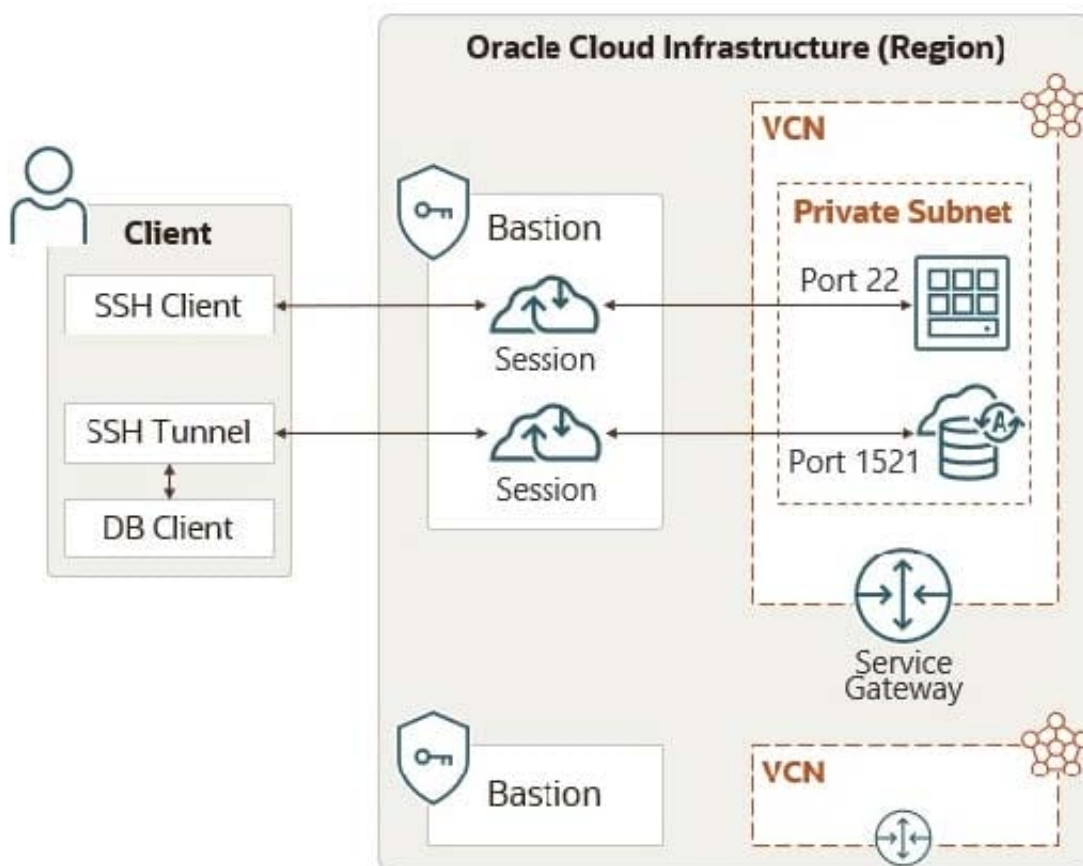 Oracle Cloud Infrastructure (Region)
VCN
Private Subnet
Client
Bastion
SSH Client
Port 22
Session
SSH Tunnel
Session
Port 1521
DB Client
Service
Gateway
Bastion
VCN